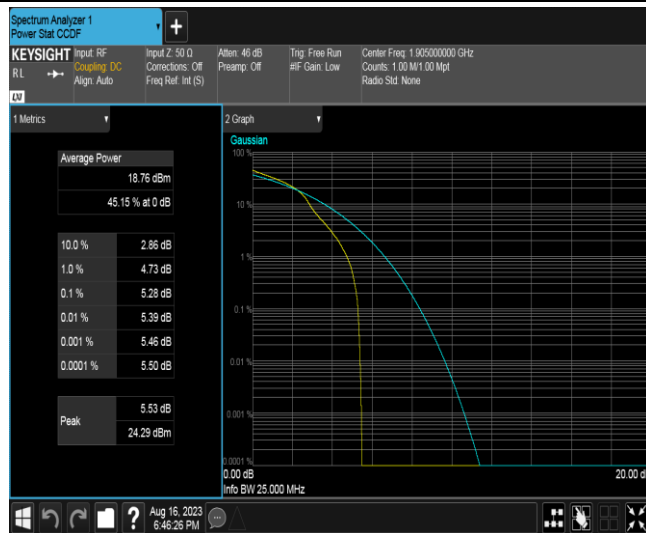 Spectrum Analyzer 1
Power Stat CCDF
+
KEYSIGHT
RL
LXI
Input: RF
Coupling: DC
Align: Auto
Input Z: 50 Ω
Corrections: Off
Freq Ref: Int (S)
Atten: 46 dB
Preamp: Off
Trig: Free Run
#IF Gain: Low
Center Freq: 1.905000000 GHz
Counts: 1.00 M/1.00 Mpt
Radio Std: None
1 Metrics
Average Power
18.76 dBm
45.15 % at 0 dB
10.0 % 2.86 dB
1.0 % 4.73 dB
0.1 % 5.28 dB
0.01 % 5.39 dB
0.001 % 5.46 dB
0.0001 % 5.50 dB
Peak
5.53 dB
24.29 dBm
2 Graph
Gaussian
100 %
10 %
1 %
0.1 %
0.01 %
0.001 %
0.0001 %
0.00 dB
20.00 d
Info BW 25.000 MHz
?
Aug 16, 2023
6:46:26 PM